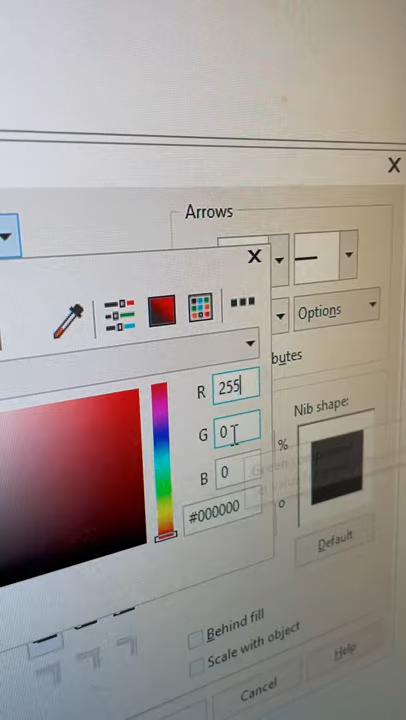 X
Arrows
X
Options
butes
R 255
G 0
Nib shape:
%
B 0
#000000
Default
Behind fill
Scale with object
Cancel
Help